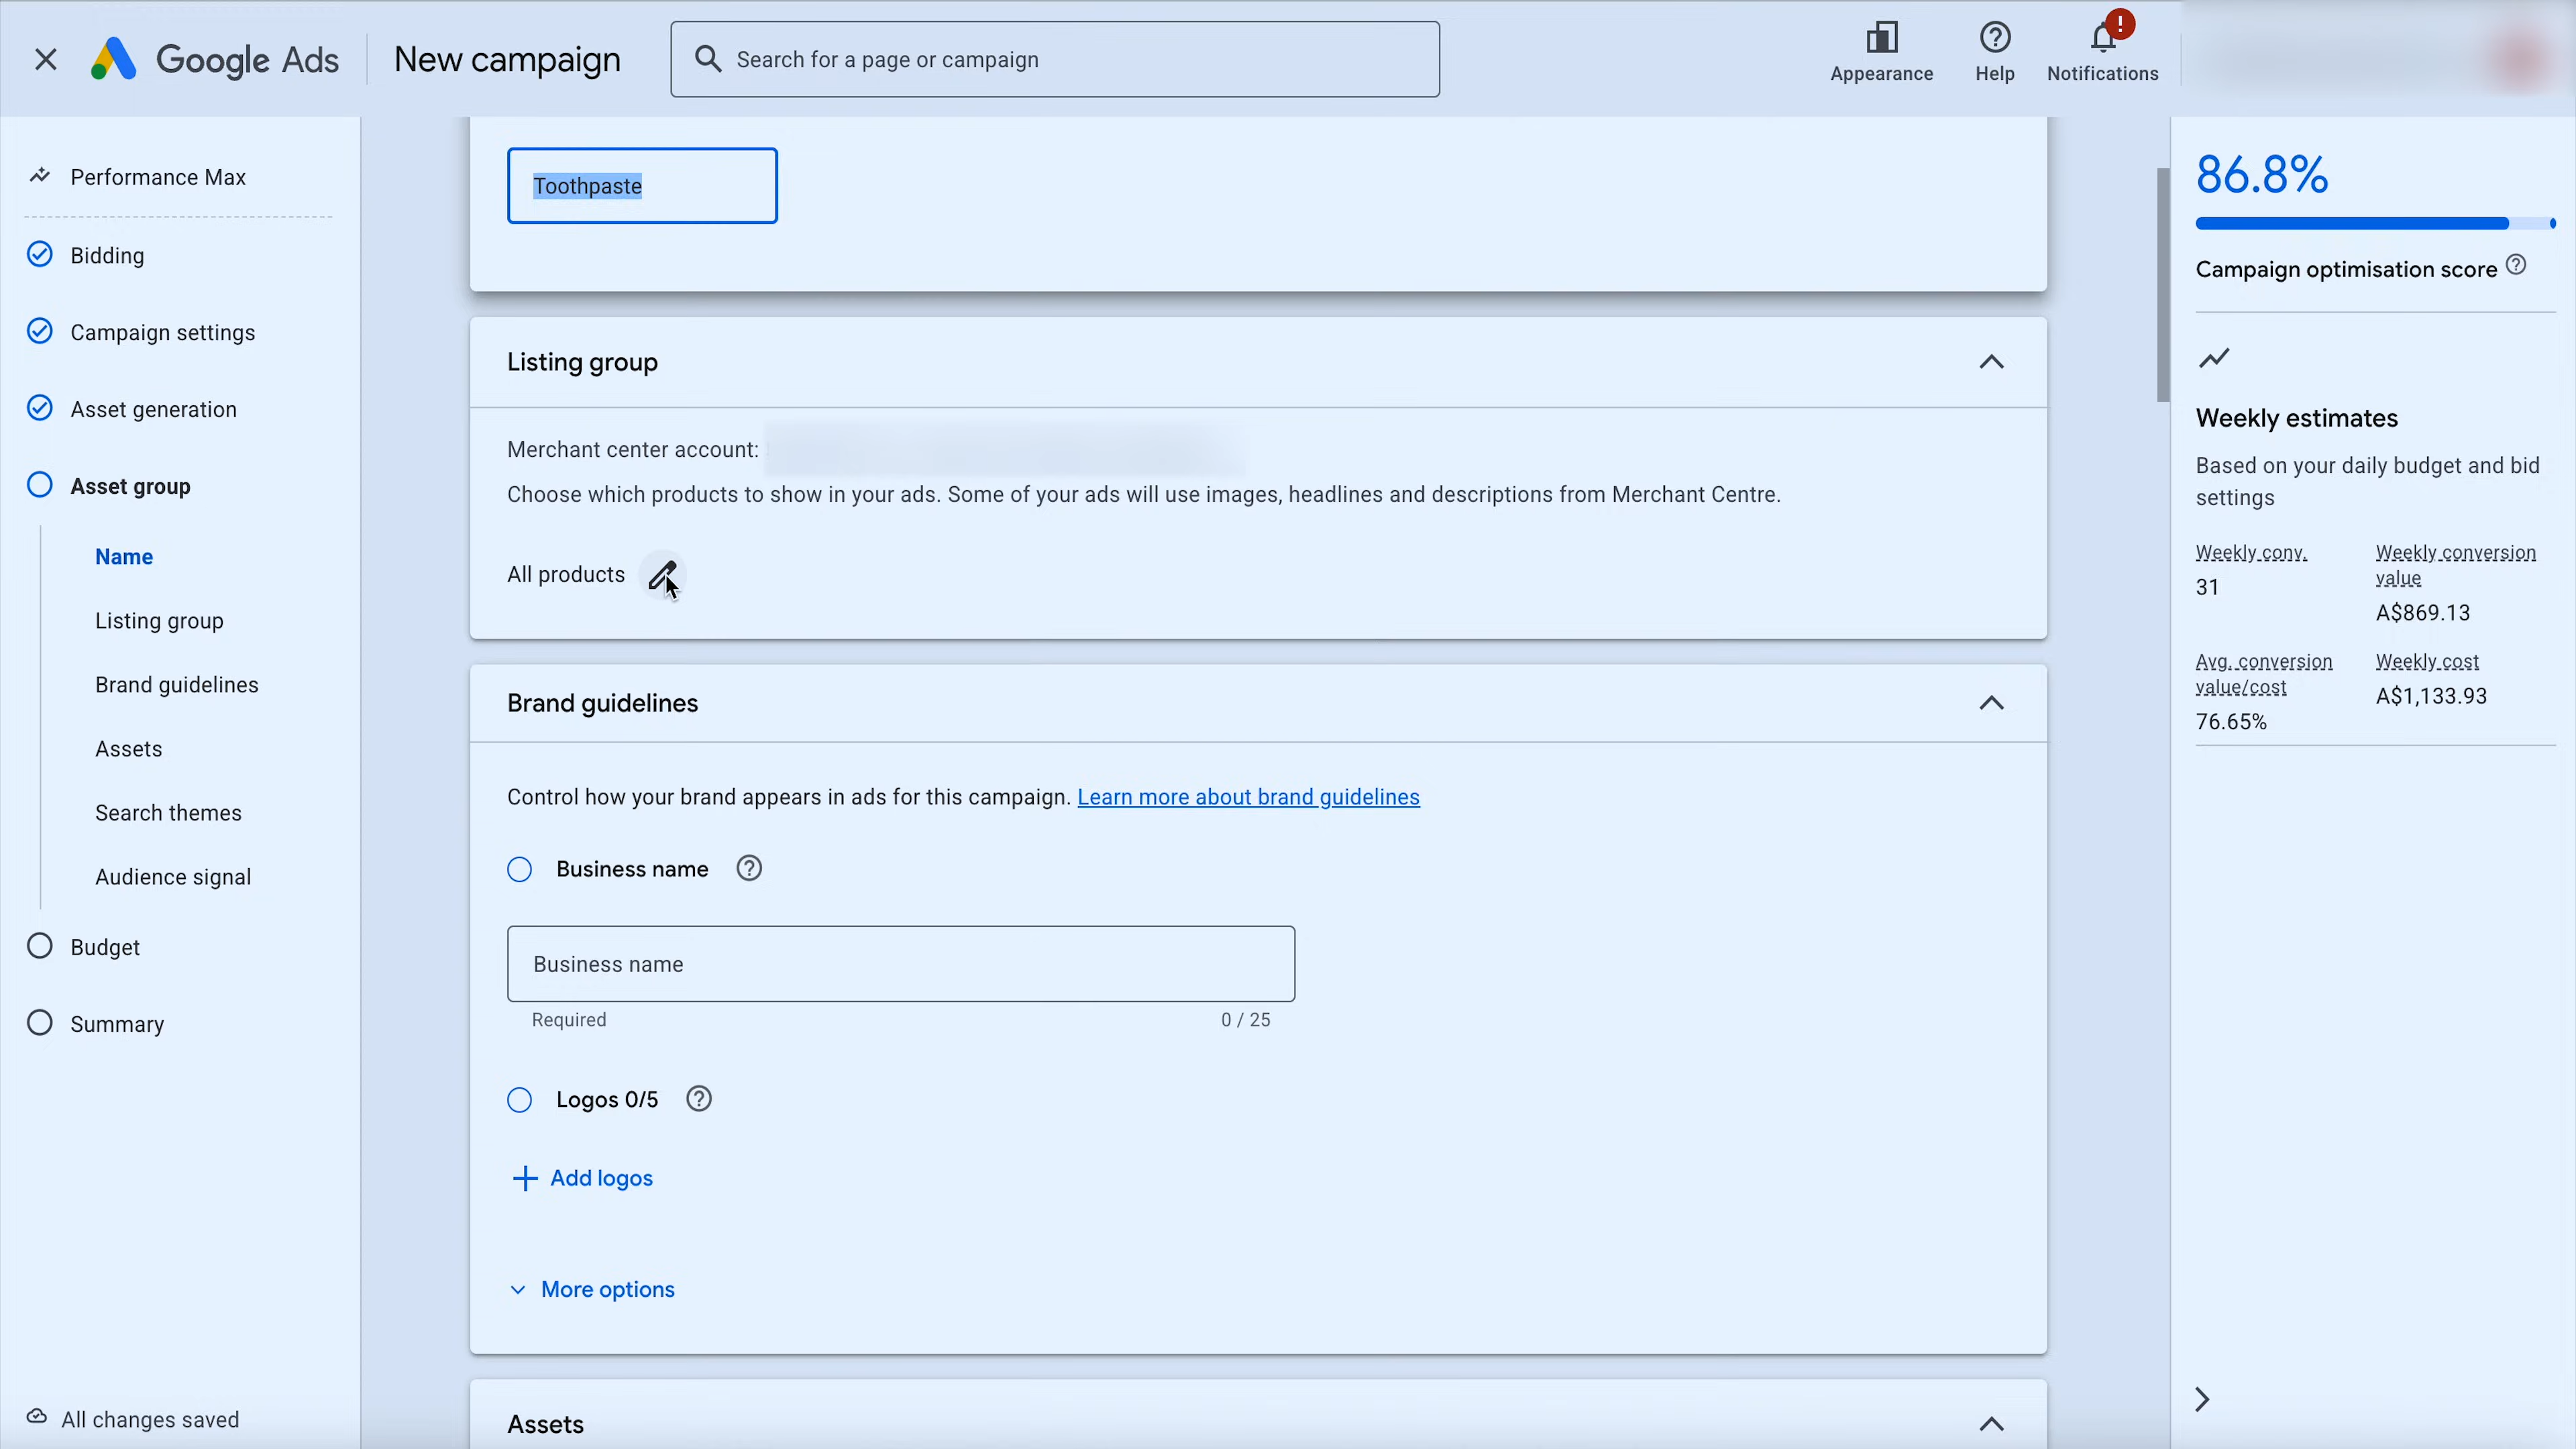 Google Ads
New campaign
Search for a page or campaign
Appearance
Help
!
Notifications
Performance Max
Bidding
Campaign settings
Asset generation
Asset group
Name
Listing group
Brand guidelines
Assets
Search themes
Audience signal
Budget
Summary
All changes saved
Toothpaste
Listing group
Merchant center account:
Choose which products to show in your ads. Some of your ads will use images, headlines and descriptions from Merchant Centre.
All products
Brand guidelines
Control how your brand appears in ads for this campaign. Learn more about brand guidelines
Business name
Business name
Required
0 / 25
Logos 0/5
Add logos
More options
Assets
86.8%
Campaign optimisation score
Weekly estimates
Based on your daily budget and bid
settings
Weekly conv.
31
Weekly conversion
value
A$869.13
Avg. conversion
value/cost
76.65%
Weekly cost
A$1,133.93